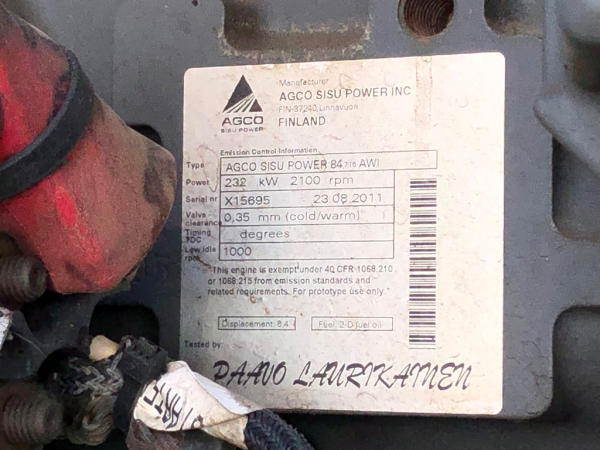 Manufacturer
AGCO SISU POWER INC
FIN-37240, Linnavuori
FINLAND
AGCO
SISU POWER
Emission Control Information
Type AGCO SISU POWER 84 AWI
Power 232 kW 2100 rpm
Serial nr X15695 23.08.2011
Valve clearance 0,35 mm (cold/warm)
Timing degrees
Low idle rpm 1000
"This engine is exempt under 40 CFR 1068.210
or 1068.215 from emission standards and
related requirements. For prototype use only."
Displacement: 8,4 Fuel: 2-D fuel oil
Tested by:
PAAVO LAURIKAINEN